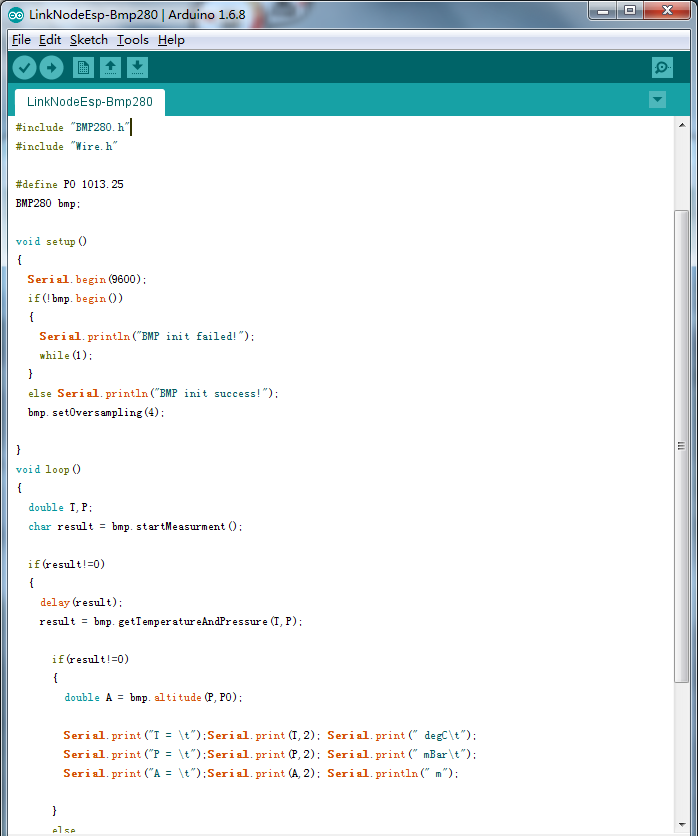 LinkNodeEsp-Bmp280 | Arduino 1.6.8
File Edit Sketch Tools Help
LinkNodeEsp-Bmp280
#include "BMP280.h"
#include "Wire.h"
#define P0 1013.25
BMP280 bmp;
void setup()
{
Serial.begin(9600);
if(!bmp.begin())
{
Serial.println("BMP init failed!");
while(1);
}
else Serial.println("BMP init success!");
bmp.setOversampling(4);
}
void loop()
{
double T,P;
char result = bmp.startMeasurment();
if(result!=0)
{
delay(result);
result = bmp.getTemperatureAndPressure(T,P);
if(result!=0)
{
double A = bmp.altitude(P,P0);
Serial.print("T = \t");Serial.print(T,2); Serial.print(" degC\t");
Serial.print("P = \t");Serial.print(P,2); Serial.print(" mBar\t");
Serial.print("A = \t");Serial.print(A,2); Serial.println(" m");
}
else